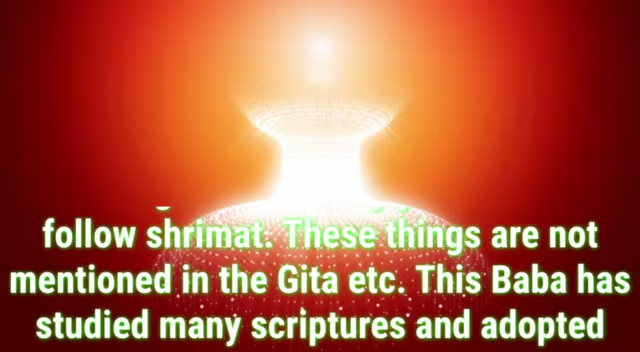 follow shrimat. These things are not
mentioned in the Gita etc. This Baba has
studied many scriptures and adopted